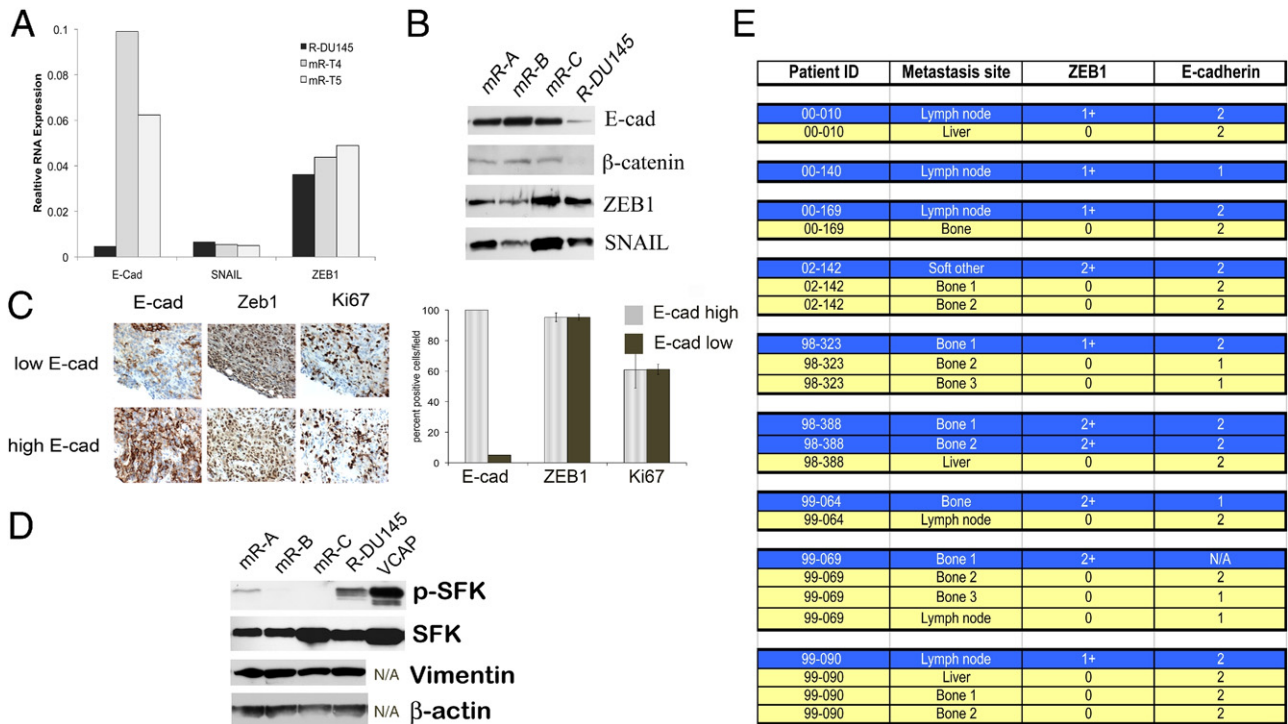 A
0.1
0.08
0.06
0.04
0.02
0
Realtive RNA Expression
R-DU145
mR-T4
mR-T5
E-Cad SNAIL ZEB1
B
mR-A mR-B mR-C R-DU145
E-cad
β-catenin
ZEB1
SNAIL
C
E-cad Zeb1 Ki67
low E-cad
high E-cad
100
80
60
40
20
0
percent positive cells/field
E-cad high
E-cad low
E-cad ZEB1 Ki67
D
mR-A mR-B mR-C R-DU145 VCAP
p-SFK
SFK
N/A Vimentin
N/A β-actin
E
Patient ID Metastasis site ZEB1 E-cadherin
00-010 Lymph node 1+ 2
00-010 Liver 0 2
00-140 Lymph node 1+ 1
00-169 Lymph node 1+ 2
00-169 Bone 0 2
02-142 Soft other 2+ 2
02-142 Bone 1 0 2
02-142 Bone 2 0 2
98-323 Bone 1 1+ 2
98-323 Bone 2 0 1
98-323 Bone 3 0 1
98-388 Bone 1 2+ 2
98-388 Bone 2 2+ 2
98-388 Liver 0 2
99-064 Bone 2+ 1
99-064 Lymph node 0 2
99-069 Bone 1 2+ N/A
99-069 Bone 2 0 2
99-069 Bone 3 0 1
99-069 Lymph node 0 1
99-090 Lymph node 1+ 2
99-090 Liver 0 2
99-090 Bone 1 0 2
99-090 Bone 2 0 2